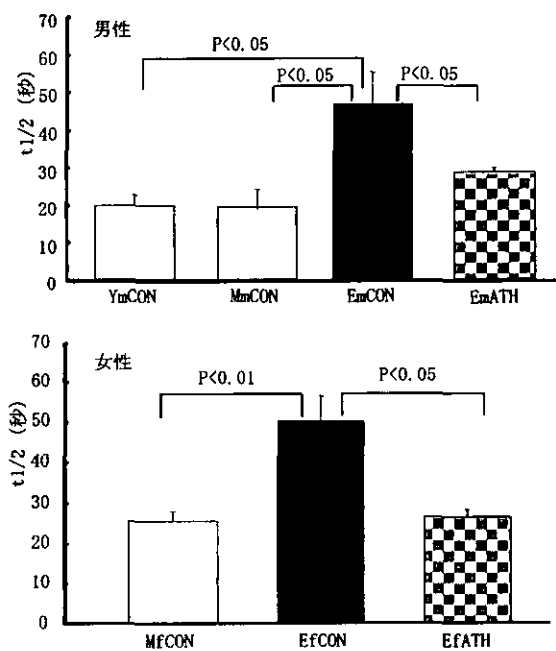 男性
P<0.05
P<0.05
P<0.05
t1/2 (秒)
70
60
50
40
30
20
10
0
YmCON MmCON EmCON EmATH
女性
P<0.01
P<0.05
t1/2 (秒)
70
60
50
40
30
20
10
0
MfCON EfCON EfATH